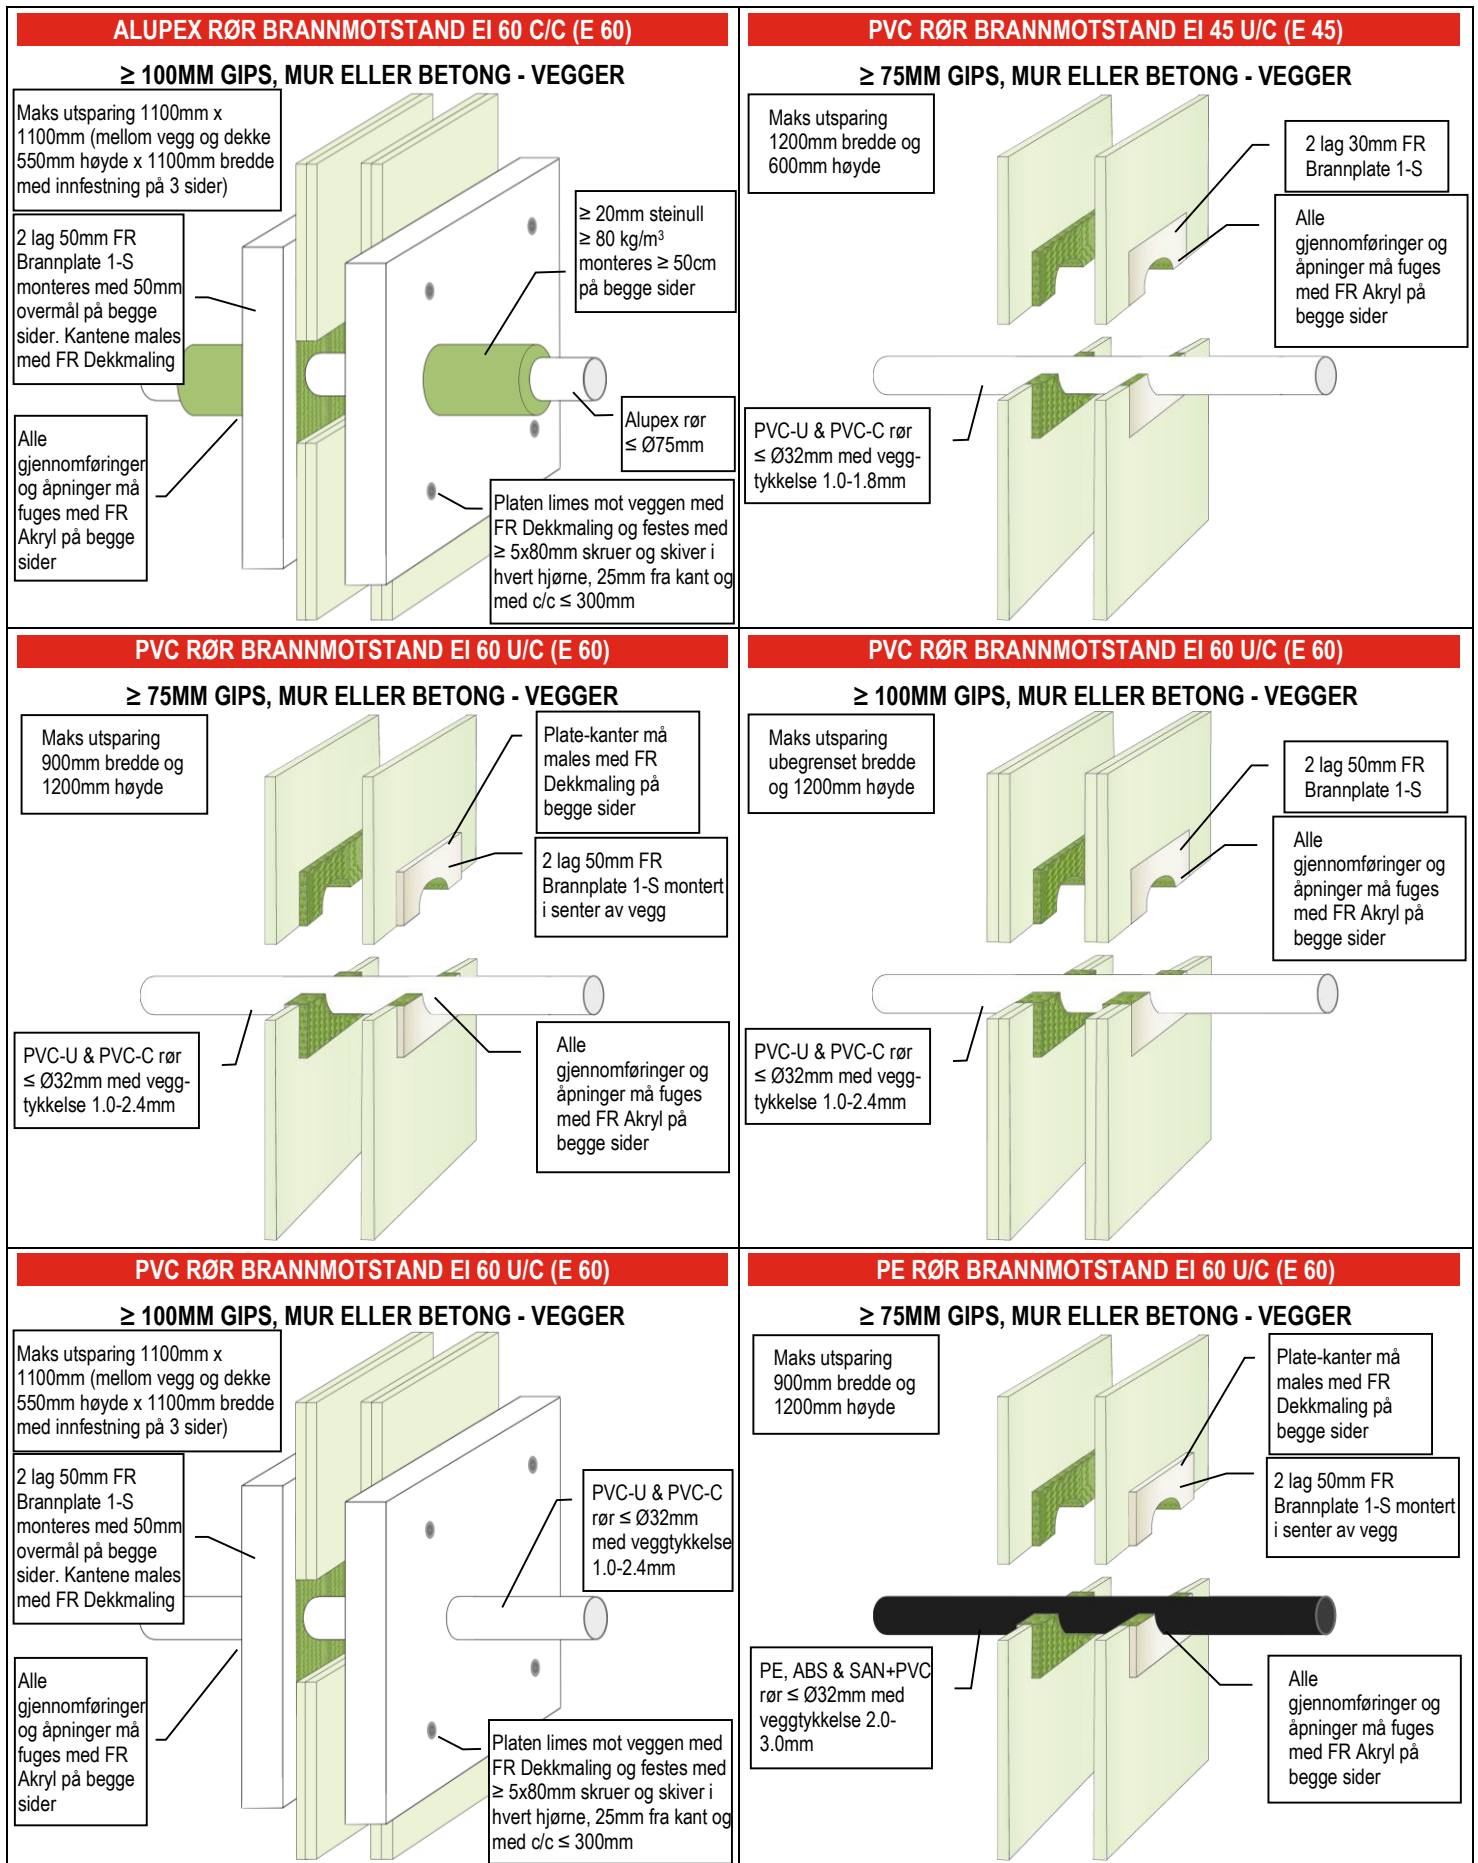 ALUPEX RØR BRANNMOTSTAND EI 60 C/C (E 60)
≥ 100MM GIPS, MUR ELLER BETONG - VEGGER
Maks utsparing 1100mm x
1100mm (mellom vegg og dekke
550mm høyde x 1100mm bredde
med innfestning på 3 sider)
2 lag 50mm FR
Brannplate 1-S
monteres med 50mm
overmål på begge
sider. Kantene males
med FR Dekkmaling
Alle
gjennomføringer
og åpninger må
fuges med FR
Akryl på begge
sider
≥ 20mm steinull
≥ 80 kg/m³
monteres ≥ 50cm
på begge sider
Alupex rør
≤ Ø75mm
Platen limes mot veggen med
FR Dekkmaling og festes med
≥ 5x80mm skruer og skiver i
hvert hjørne, 25mm fra kant og
med c/c ≤ 300mm
PVC RØR BRANNMOTSTAND EI 45 U/C (E 45)
≥ 75MM GIPS, MUR ELLER BETONG - VEGGER
Maks utsparing
1200mm bredde og
600mm høyde
2 lag 30mm FR
Brannplate 1-S
Alle
gjennomføringer og
åpninger må fuges
med FR Akryl på
begge sider
PVC-U & PVC-C rør
≤ Ø32mm med vegg-
tykkelse 1.0-1.8mm
PVC RØR BRANNMOTSTAND EI 60 U/C (E 60)
≥ 75MM GIPS, MUR ELLER BETONG - VEGGER
Maks utsparing
900mm bredde og
1200mm høyde
Plate-kanter må
males med FR
Dekkmaling på
begge sider
2 lag 50mm FR
Brannplate 1-S montert
i senter av vegg
PVC-U & PVC-C rør
≤ Ø32mm med vegg-
tykkelse 1.0-2.4mm
Alle
gjennomføringer og
åpninger må fuges
med FR Akryl på
begge sider
PVC RØR BRANNMOTSTAND EI 60 U/C (E 60)
≥ 100MM GIPS, MUR ELLER BETONG - VEGGER
Maks utsparing
ubegrenset bredde
og 1200mm høyde
2 lag 50mm FR
Brannplate 1-S
Alle
gjennomføringer og
åpninger må fuges
med FR Akryl på
begge sider
PVC-U & PVC-C rør
≤ Ø32mm med vegg-
tykkelse 1.0-2.4mm
PVC RØR BRANNMOTSTAND EI 60 U/C (E 60)
≥ 100MM GIPS, MUR ELLER BETONG - VEGGER
Maks utsparing 1100mm x
1100mm (mellom vegg og dekke
550mm høyde x 1100mm bredde
med innfestning på 3 sider)
2 lag 50mm FR
Brannplate 1-S
monteres med 50mm
overmål på begge
sider. Kantene males
med FR Dekkmaling
Alle
gjennomføringer
og åpninger må
fuges med FR
Akryl på begge
sider
PVC-U & PVC-C
rør ≤ Ø32mm
med veggtykkelse
1.0-2.4mm
Platen limes mot veggen med
FR Dekkmaling og festes med
≥ 5x80mm skruer og skiver i
hvert hjørne, 25mm fra kant og
med c/c ≤ 300mm
PE RØR BRANNMOTSTAND EI 60 U/C (E 60)
≥ 75MM GIPS, MUR ELLER BETONG - VEGGER
Maks utsparing
900mm bredde og
1200mm høyde
Plate-kanter må
males med FR
Dekkmaling på
begge sider
2 lag 50mm FR
Brannplate 1-S montert
i senter av vegg
PE, ABS & SAN+PVC
rør ≤ Ø32mm med
veggtykkelse 2.0-
3.0mm
Alle
gjennomføringer og
åpninger må fuges
med FR Akryl på
begge sider